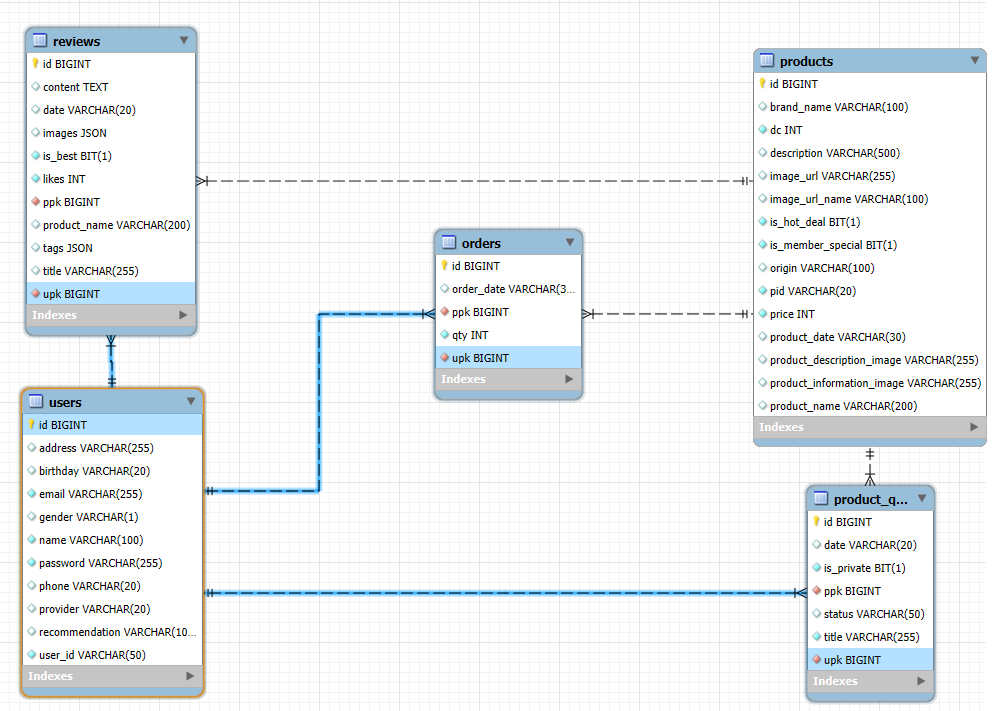 reviews
id BIGINT
content TEXT
date VARCHAR(20)
images JSON
is_best BIT(1)
likes INT
ppk BIGINT
product_name VARCHAR(200)
tags JSON
title VARCHAR(255)
upk BIGINT
Indexes
users
id BIGINT
address VARCHAR(255)
birthday VARCHAR(20)
email VARCHAR(255)
gender VARCHAR(1)
name VARCHAR(100)
password VARCHAR(255)
phone VARCHAR(20)
provider VARCHAR(20)
recommendation VARCHAR(10...
user_id VARCHAR(50)
Indexes
orders
id BIGINT
order_date VARCHAR(3...
ppk BIGINT
qty INT
upk BIGINT
Indexes
products
id BIGINT
brand_name VARCHAR(100)
dc INT
description VARCHAR(500)
image_url VARCHAR(255)
image_url_name VARCHAR(100)
is_hot_deal BIT(1)
is_member_special BIT(1)
origin VARCHAR(100)
pid VARCHAR(20)
price INT
product_date VARCHAR(30)
product_description_image VARCHAR(255)
product_information_image VARCHAR(255)
product_name VARCHAR(200)
Indexes
product_q...
id BIGINT
date VARCHAR(20)
is_private BIT(1)
ppk BIGINT
status VARCHAR(50)
title VARCHAR(255)
upk BIGINT
Indexes